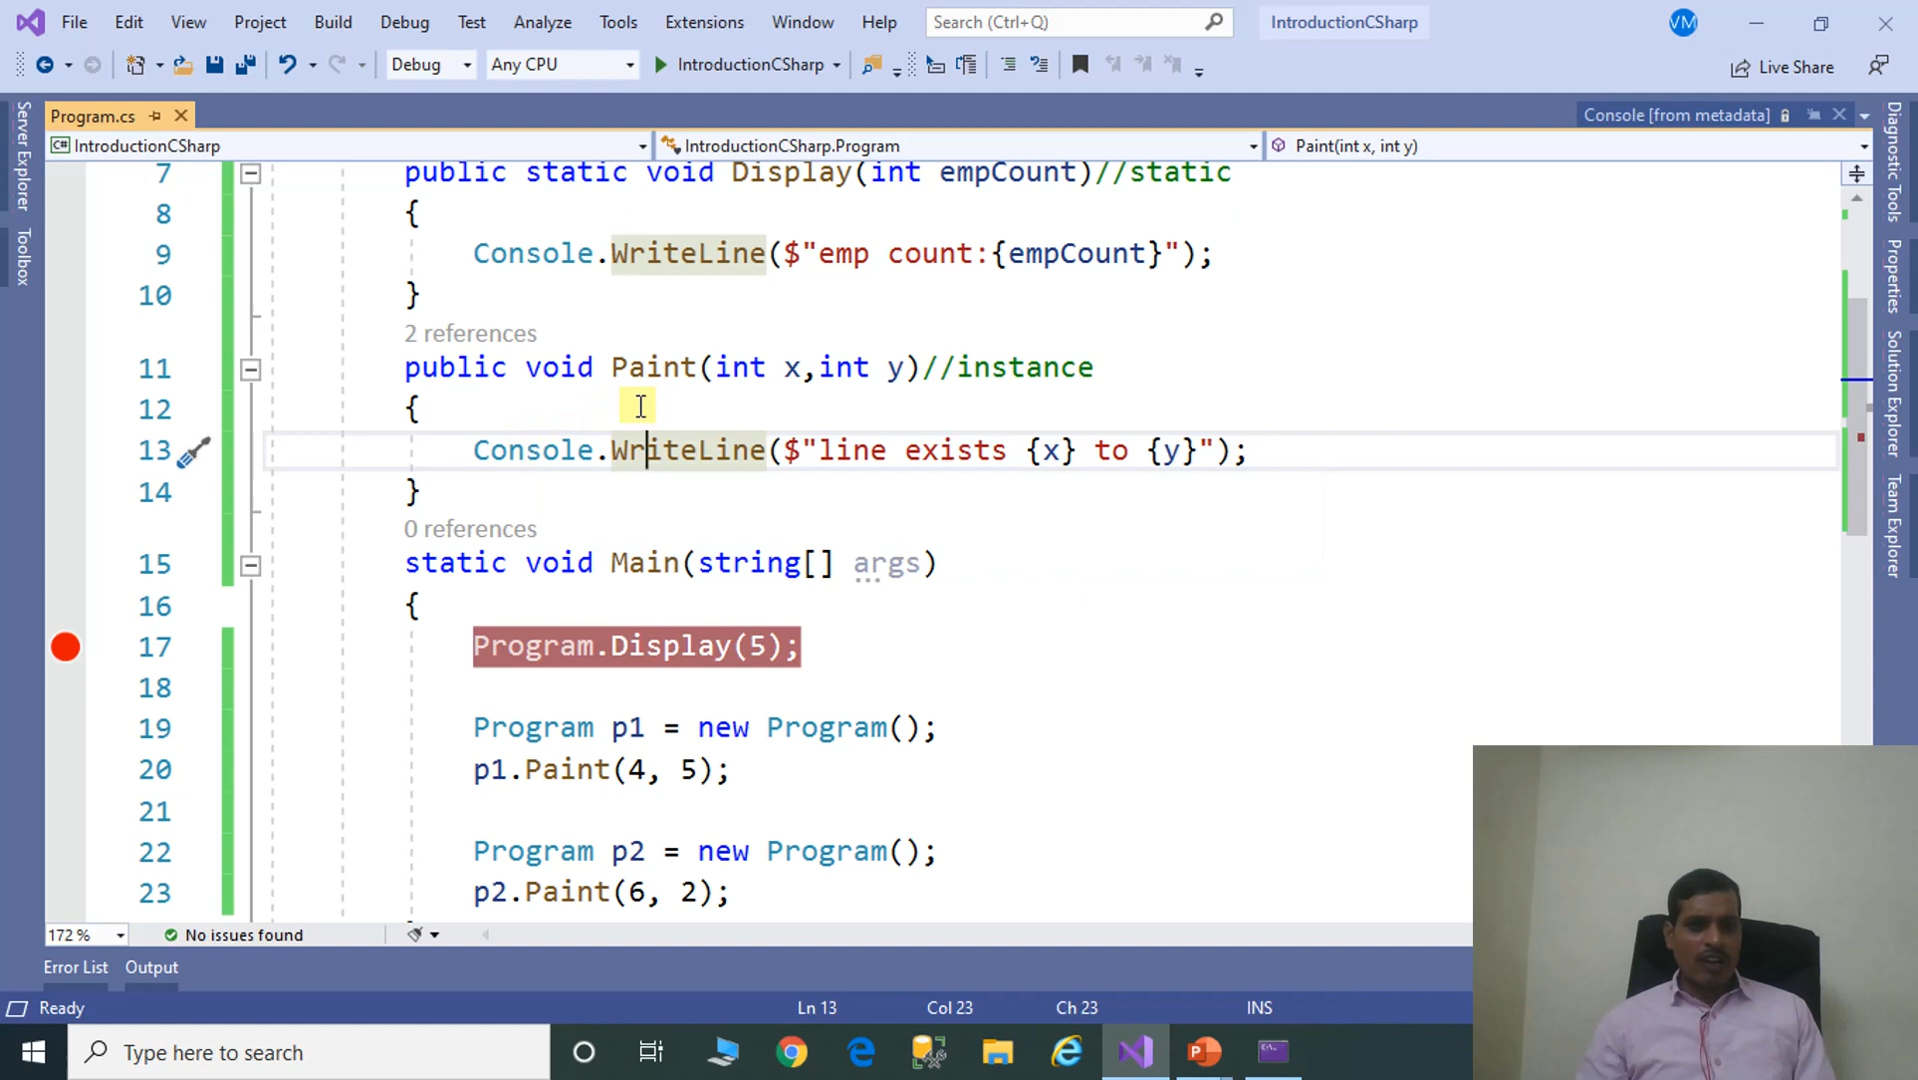 File Edit View Project Build Debug Test Analyze Tools Extensions Window Help Search (Ctrl+Q) IntroductionCSharp VM
Debug Any CPU IntroductionCSharp Live Share
Program.cs Console [from metadata]
C# IntroductionCSharp IntroductionCSharp.Program Paint(int x, int y)
Server Explorer
Toolbox
Diagnostic Tools
Properties
Solution Explorer
Team Explorer
7 public static void Display(int empCount)//static
8 {
9 Console.WriteLine($"emp count:{empCount}");
10 }
2 references
11 public void Paint(int x,int y)//instance
12 {
13 Console.WriteLine($"line exists {x} to {y}");
14 }
0 references
15 static void Main(string[] args)
16 {
17 Program.Display(5);
18
19 Program p1 = new Program();
20 p1.Paint(4, 5);
21
22 Program p2 = new Program();
23 p2.Paint(6, 2);
172 % No issues found
Error List Output
Ready Ln 13 Col 23 Ch 23 INS
Type here to search